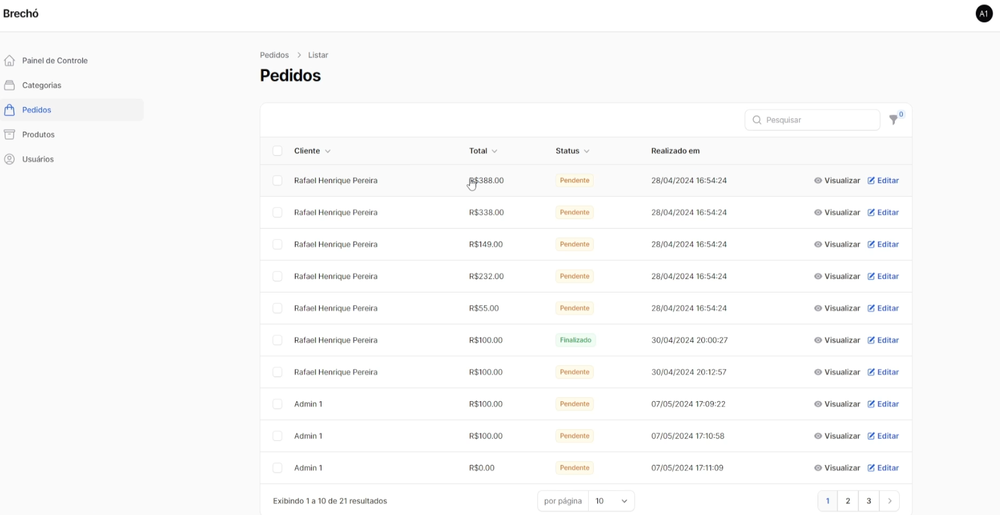 Brechó
A1
Painel de Controle
Categorias
Pedidos
Produtos
Usuários
Pedidos > Listar
Pedidos
Pesquisar
0
Cliente Total Status Realizado em
Rafael Henrique Pereira R$388.00 Pendente 28/04/2024 16:54:24 Visualizar Editar
Rafael Henrique Pereira R$338.00 Pendente 28/04/2024 16:54:24 Visualizar Editar
Rafael Henrique Pereira R$149.00 Pendente 28/04/2024 16:54:24 Visualizar Editar
Rafael Henrique Pereira R$232.00 Pendente 28/04/2024 16:54:24 Visualizar Editar
Rafael Henrique Pereira R$55.00 Pendente 28/04/2024 16:54:24 Visualizar Editar
Rafael Henrique Pereira R$100.00 Finalizado 30/04/2024 20:00:27 Visualizar Editar
Rafael Henrique Pereira R$100.00 Pendente 30/04/2024 20:12:57 Visualizar Editar
Admin 1 R$100.00 Pendente 07/05/2024 17:09:22 Visualizar Editar
Admin 1 R$100.00 Pendente 07/05/2024 17:10:58 Visualizar Editar
Admin 1 R$0.00 Pendente 07/05/2024 17:11:09 Visualizar Editar
Exibindo 1 a 10 de 21 resultados por página 10 1 2 3 >